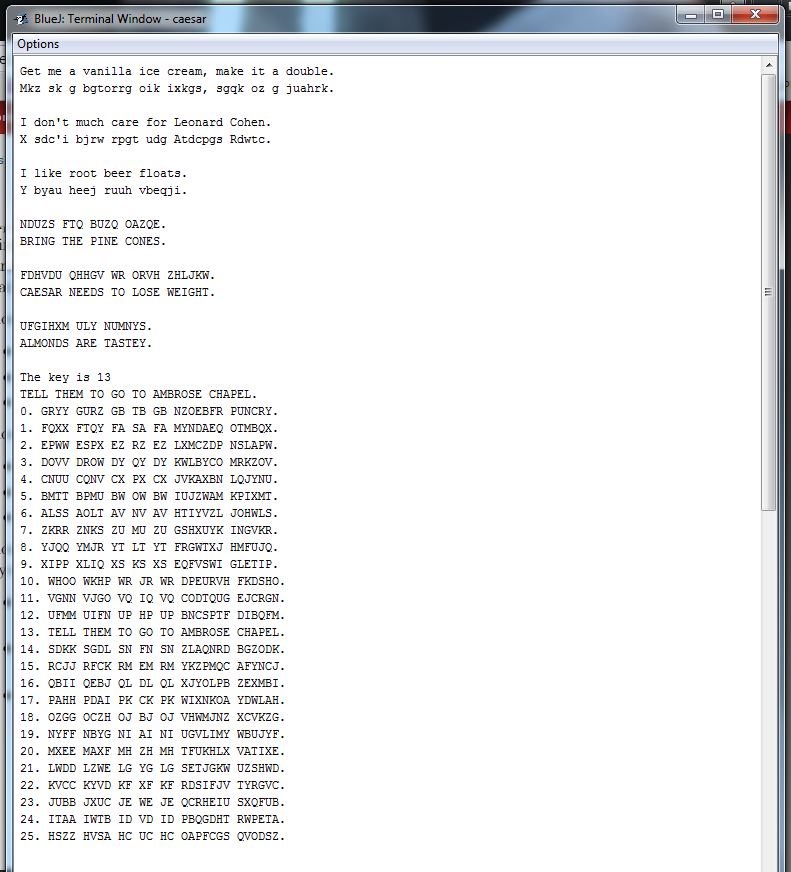 BlueJ: Terminal Window - caesar
Options
Get me a vanilla ice cream, make it a double.
Mkz sk g bgtorrg oik ixkgs, sgqk oz g juahrk.
I don't much care for Leonard Cohen.
X sdc'i bjrw rpgt udg Atdcpgs Rdwtc.
I like root beer floats.
Y byau heej ruuh vbeqji.
NDUZS FTQ BUZQ OAZQE.
BRING THE PINE CONES.
FDHVDU QHHGV WR ORVH ZHLJKW.
CAESAR NEEDS TO LOSE WEIGHT.
UFGIHXM ULY NUMNYS.
ALMONDS ARE TASTEY.
The key is 13
TELL THEM TO GO TO AMBROSE CHAPEL.
0. GRYY GURZ GB TB GB NZOEBFR PUNCRY.
1. FQXX FTQY FA SA FA MYNDAEQ OTMBQX.
2. EPWW ESPX EZ RZ EZ LXMCZDP NSLAPW.
3. DOVV DROW DY QY DY KWLBYCO MRKZOV.
4. CNUU CQNV CX PX CX JVKAXBN LQJYNU.
5. BMTT BPMU BW OW BW IUJZWAM KPIXMT.
6. ALSS AOLT AV NV AV HTIYVZL JOHWLS.
7. ZKRR ZNKS ZU MU ZU GSHXUYK INGVKR.
8. YJQQ YMJR YT LT YT FRGWTXJ HMFUJQ.
9. XIPP XLIQ XS KS XS EQFVSWI GLETIP.
10. WHOO WKHP WR JR WR DPEURVH FKDSHO.
11. VGNN VJGO VQ IQ VQ CODTQUG EJCRGN.
12. UFMM UIFN UP HP UP BNCSPTF DIBQFM.
13. TELL THEM TO GO TO AMBROSE CHAPEL.
14. SDKK SGDL SN FN SN ZLAQNRD BGZODK.
15. RCJJ RFCK RM EM RM YKZPMQC AFYNCJ.
16. QBII QEBJ QL DL QL XJYOLPB ZEXMBI.
17. PAHH PDAI PK CK PK WIXNKOA YDWLAH.
18. OZGG OCZH OJ BJ OJ VHWMJNZ XCVKZG.
19. NYFF NBYG NI AI NI UGVLIMY WBUJYF.
20. MXEE MAXF MH ZH MH TFUKHLX VATIXE.
21. LWDD LZWE LG YG LG SETJGKW UZSHWD.
22. KVCC KYVD KF XF KF RDSIFJV TYRGVC.
23. JUBB JXUC JE WE JE QCRHEIU SXQFUB.
24. ITAA IWTB ID VD ID PBQGDHT RWPETA.
25. HSZZ HVSA HC UC HC OAPFCGS QVODSZ.